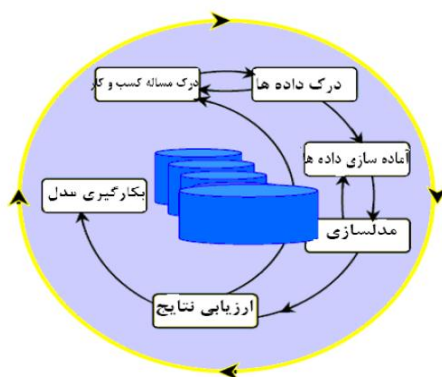 درک مساله کسب و کار
درک داده ها
آماده سازی داده ها
مدلسازی
ارزیابی نتایج
بکارگیری مدل